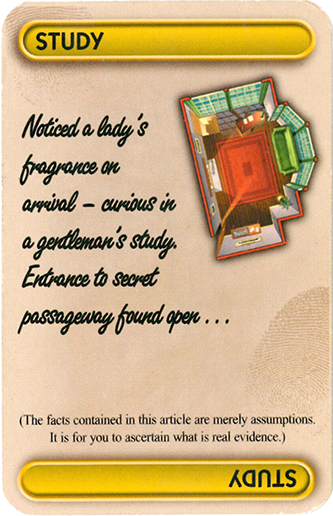 STUDY
Noticed a lady's
fragrance on
arrival – curious in
a gentleman's study.
Entrance to secret
passageway found open . . .
(The facts contained in this article are merely assumptions.
It is for you to ascertain what is real evidence.)
STUDY